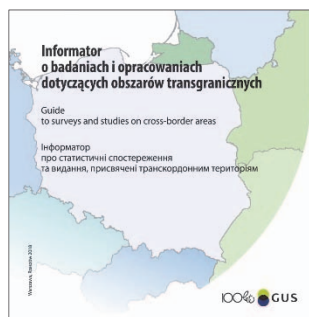 Informator
o badaniach i opracowaniach
dotyczących obszarów transgranicznych
Guide
to surveys and studies on cross-border areas
Інформатор
про статистичні спостереження
та видання, присвячені транскордонним територіям
Warszawa, Rzeszów 2018
100% GUS